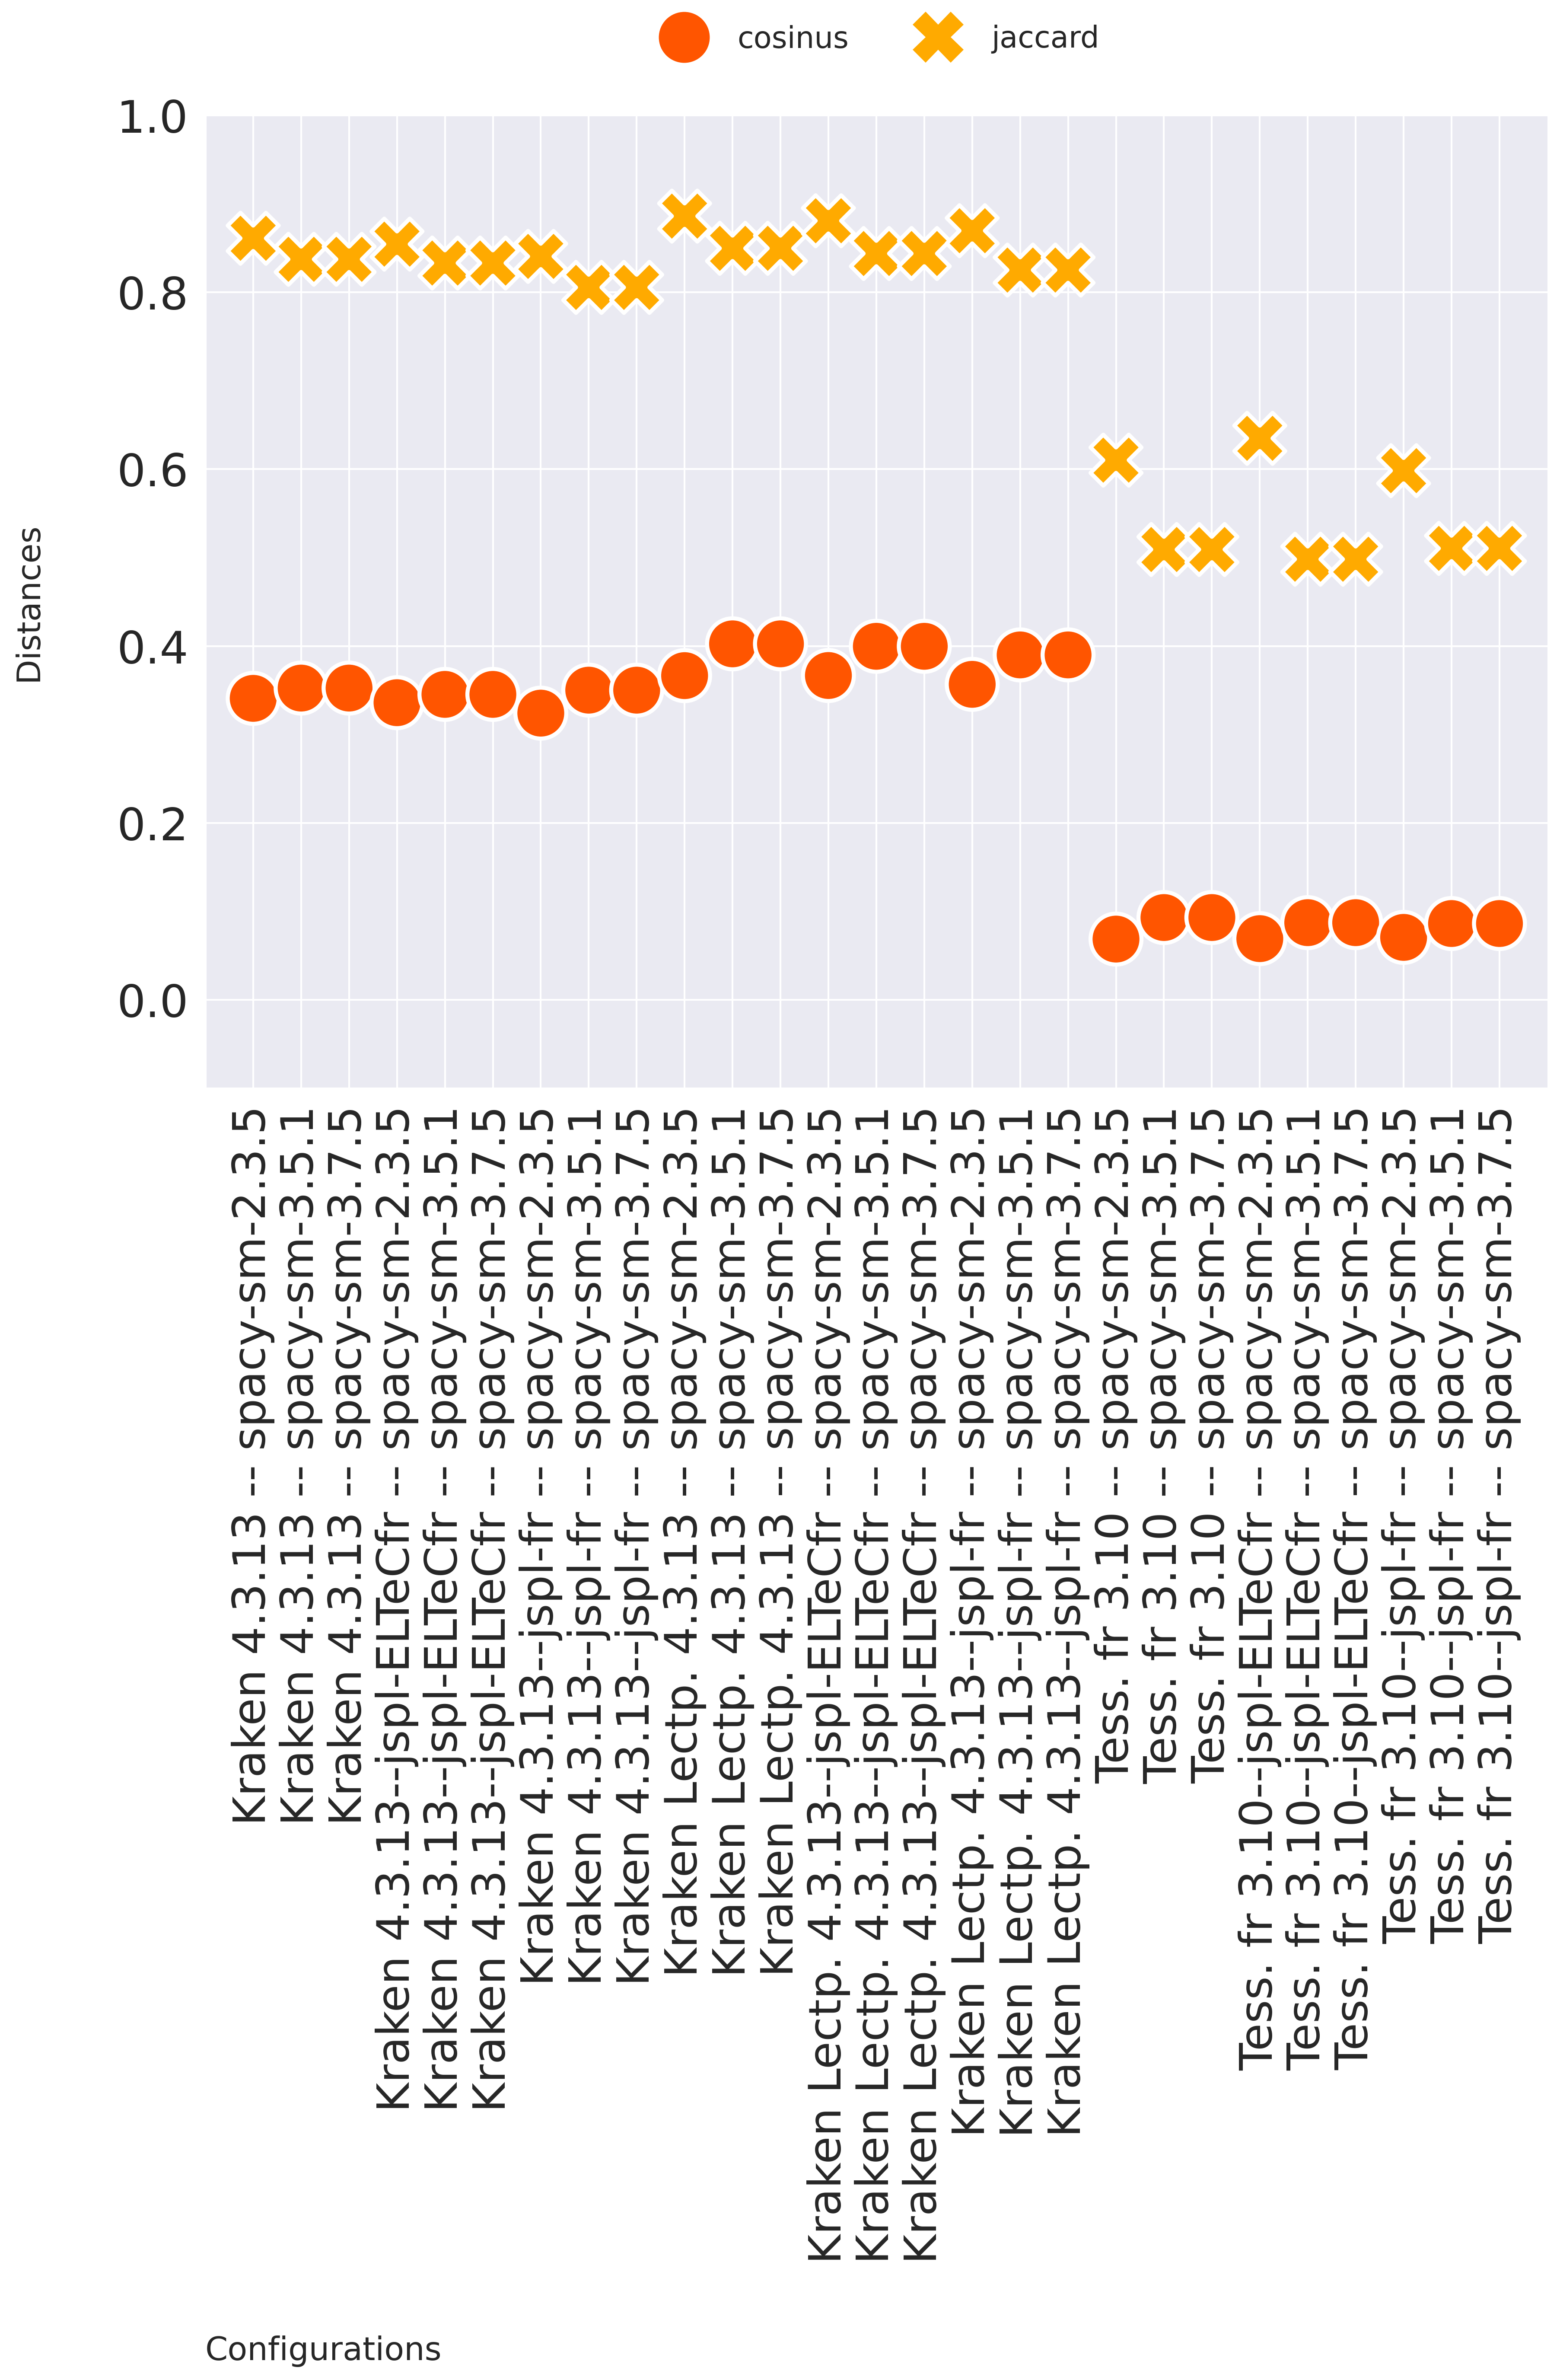 cosinus
jaccard
1.0
0.8
0.6
0.4
0.2
0.0
Distances
Kraken 4.3.13 -- spacy-sm-2.3.5
Kraken 4.3.13 -- spacy-sm-3.5.1
Kraken 4.3.13 -- spacy-sm-3.7.5
Kraken 4.3.13--jspl-ELTeCfr -- spacy-sm-2.3.5
Kraken 4.3.13--jspl-ELTeCfr -- spacy-sm-3.5.1
Kraken 4.3.13--jspl-ELTeCfr -- spacy-sm-3.7.5
Kraken 4.3.13--jspl-fr -- spacy-sm-2.3.5
Kraken 4.3.13--jspl-fr -- spacy-sm-3.5.1
Kraken 4.3.13--jspl-fr -- spacy-sm-3.7.5
Kraken Lectp. 4.3.13 -- spacy-sm-2.3.5
Kraken Lectp. 4.3.13 -- spacy-sm-3.5.1
Kraken Lectp. 4.3.13 -- spacy-sm-3.7.5
Kraken Lectp. 4.3.13--jspl-ELTeCfr -- spacy-sm-2.3.5
Kraken Lectp. 4.3.13--jspl-ELTeCfr -- spacy-sm-3.5.1
Kraken Lectp. 4.3.13--jspl-ELTeCfr -- spacy-sm-3.7.5
Kraken Lectp. 4.3.13--jspl-fr -- spacy-sm-2.3.5
Kraken Lectp. 4.3.13--jspl-fr -- spacy-sm-3.5.1
Kraken Lectp. 4.3.13--jspl-fr -- spacy-sm-3.7.5
Tess. fr 3.10 -- spacy-sm-2.3.5
Tess. fr 3.10 -- spacy-sm-3.5.1
Tess. fr 3.10 -- spacy-sm-3.7.5
Tess. fr 3.10--jspl-ELTeCfr -- spacy-sm-2.3.5
Tess. fr 3.10--jspl-ELTeCfr -- spacy-sm-3.5.1
Tess. fr 3.10--jspl-ELTeCfr -- spacy-sm-3.7.5
Tess. fr 3.10--jspl-fr -- spacy-sm-2.3.5
Tess. fr 3.10--jspl-fr -- spacy-sm-3.5.1
Tess. fr 3.10--jspl-fr -- spacy-sm-3.7.5
Configurations